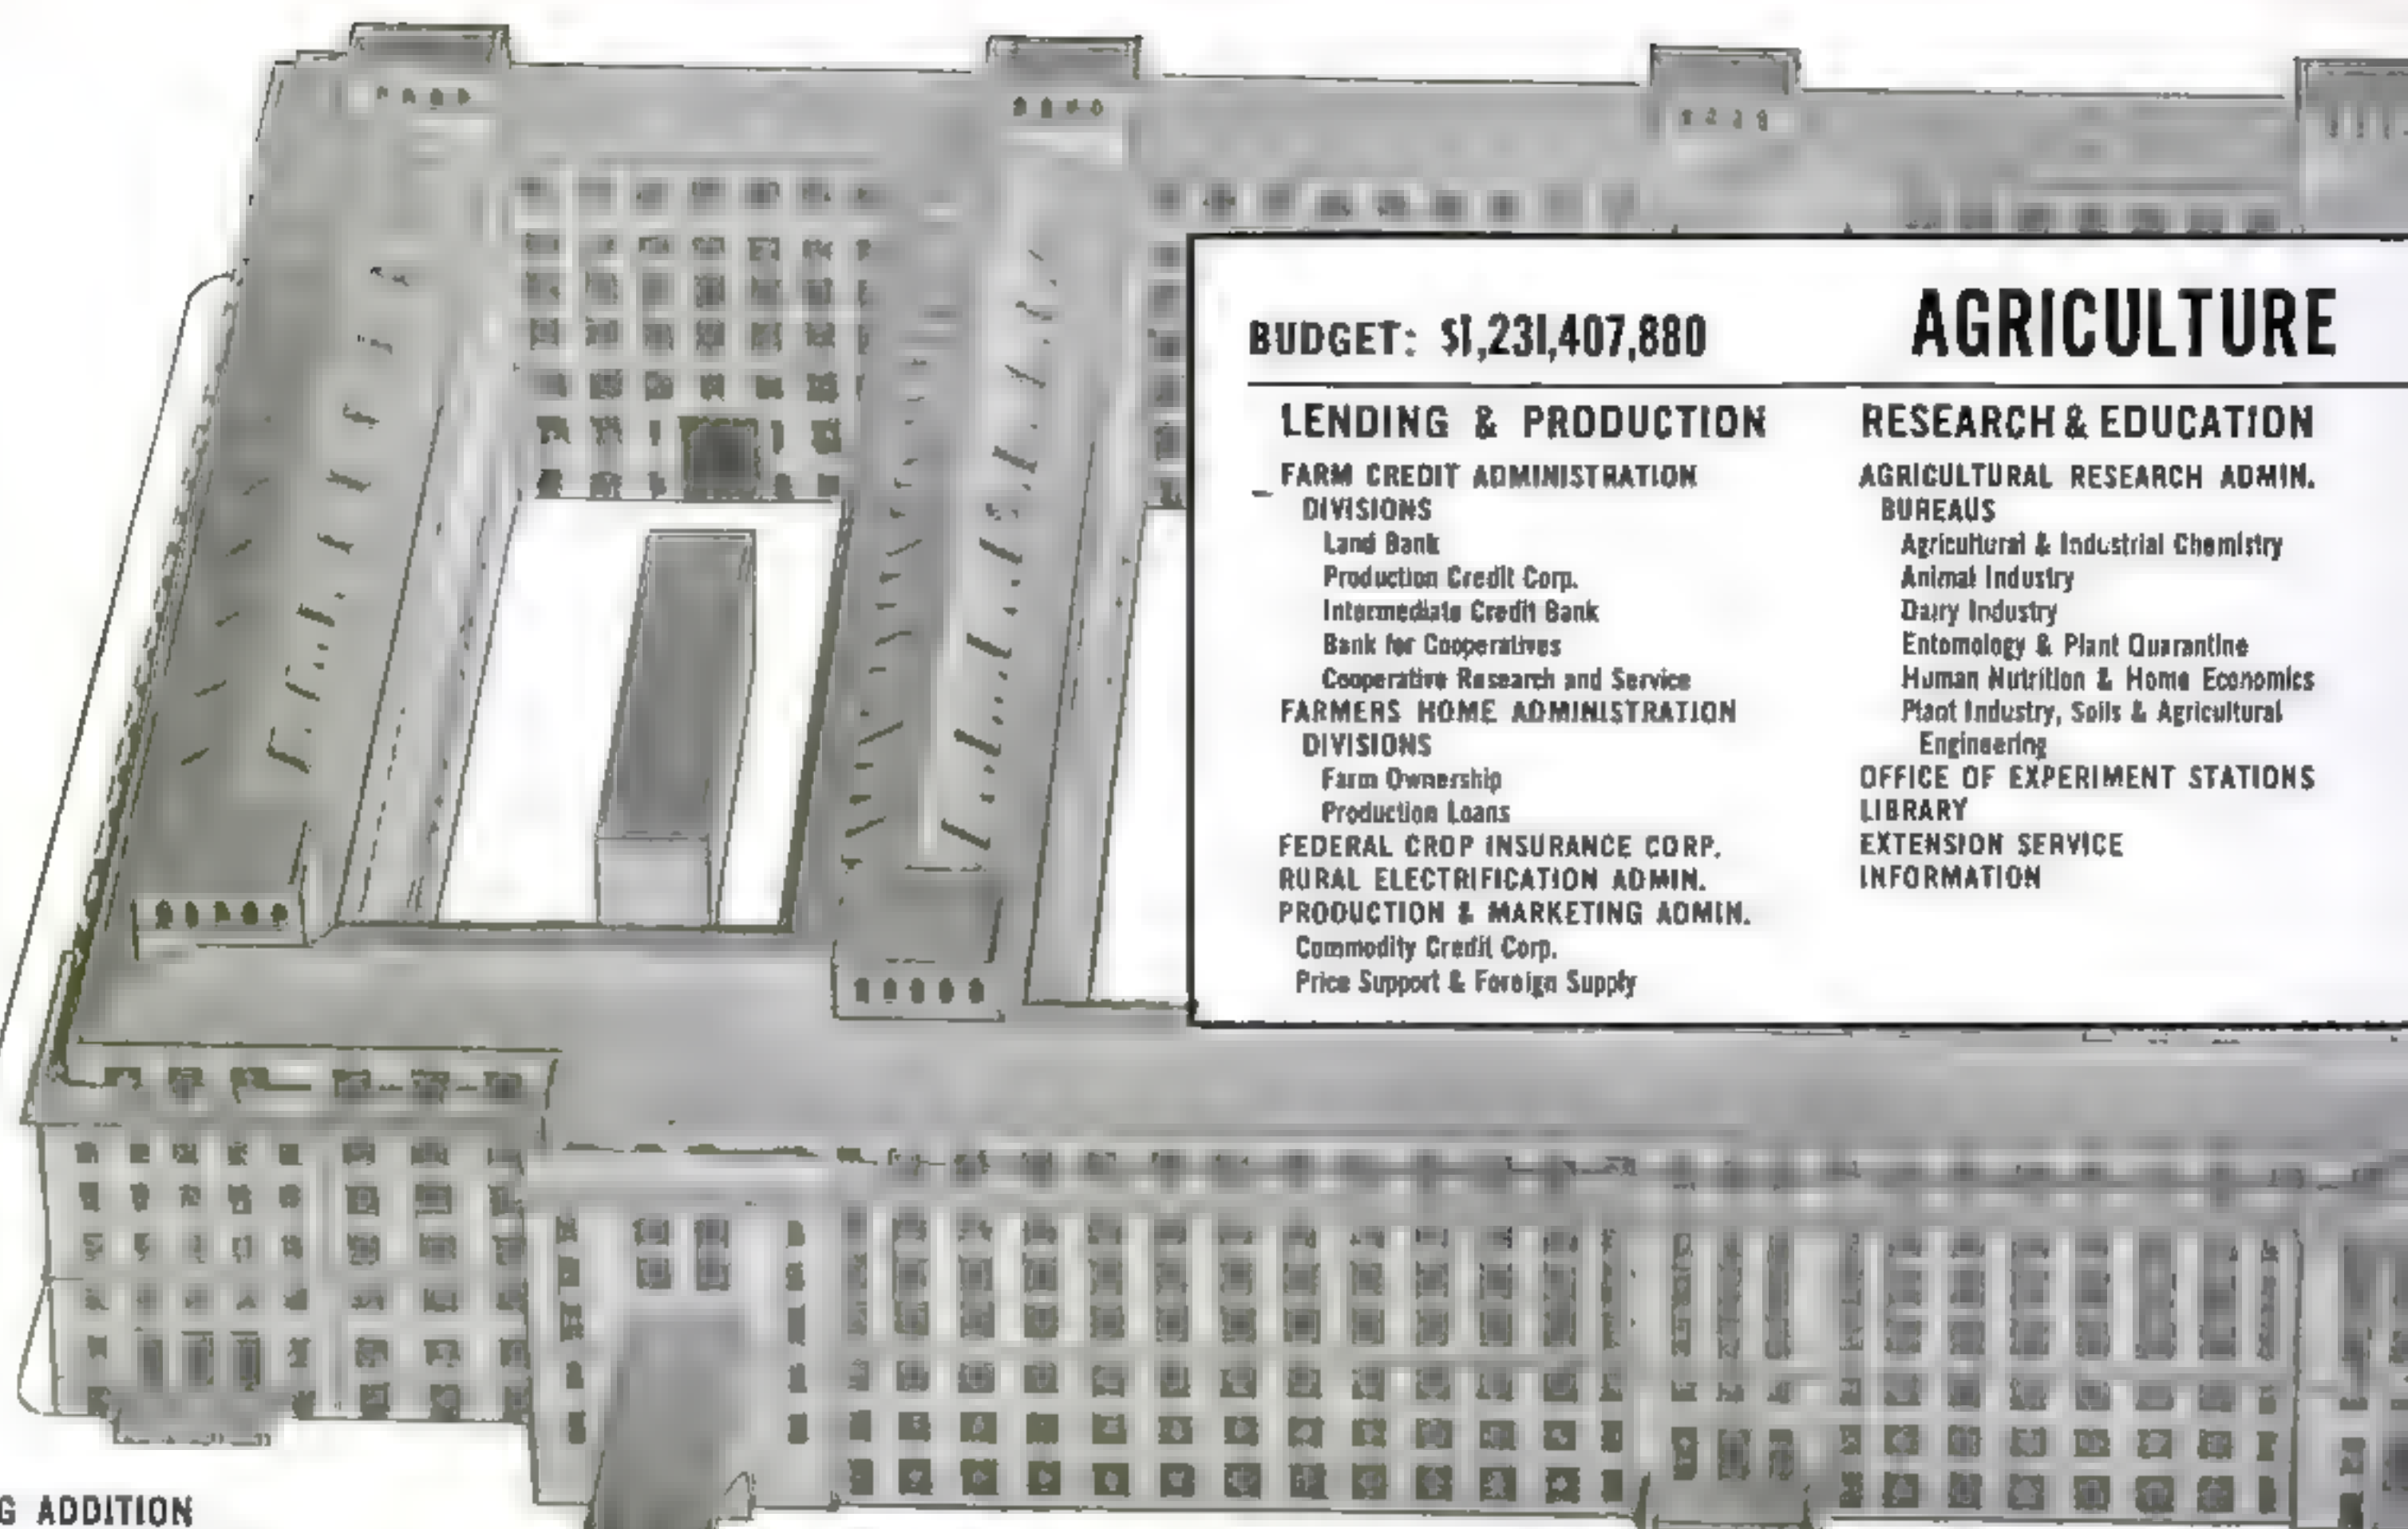 BUDGET: $1,231,407,880
AGRICULTURE
LENDING & PRODUCTION
FARM CREDIT ADMINISTRATION
DIVISIONS
Land Bank
Production Credit Corp.
Intermediate Credit Bank
Bank for Cooperatives
Cooperative Research and Service
FARMERS HOME ADMINISTRATION
DIVISIONS
Farm Ownership
Production Loans
FEDERAL CROP INSURANCE CORP.
RURAL ELECTRIFICATION ADMIN.
PRODUCTION & MARKETING ADMIN.
Commodity Credit Corp.
Price Support & Foreign Supply
RESEARCH & EDUCATION
AGRICULTURAL RESEARCH ADMIN.
BUREAUS
Agricultural & Industrial Chemistry
Animal Industry
Dairy Industry
Entomology & Plant Quarantine
Human Nutrition & Home Economics
Plant Industry, Soils & Agricultural
Engineering
OFFICE OF EXPERIMENT STATIONS
LIBRARY
EXTENSION SERVICE
INFORMATION
G ADDITION